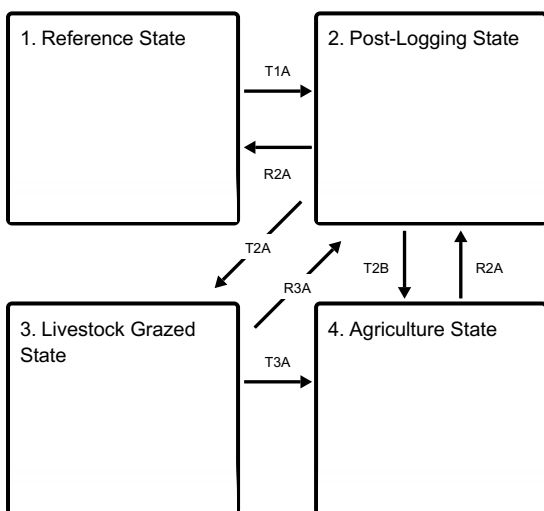 1. Reference State
2. Post-Logging State
T1A
R2A
T2A
R3A
T2B
R2A
3. Livestock Grazed
State
4. Agriculture State
T3A